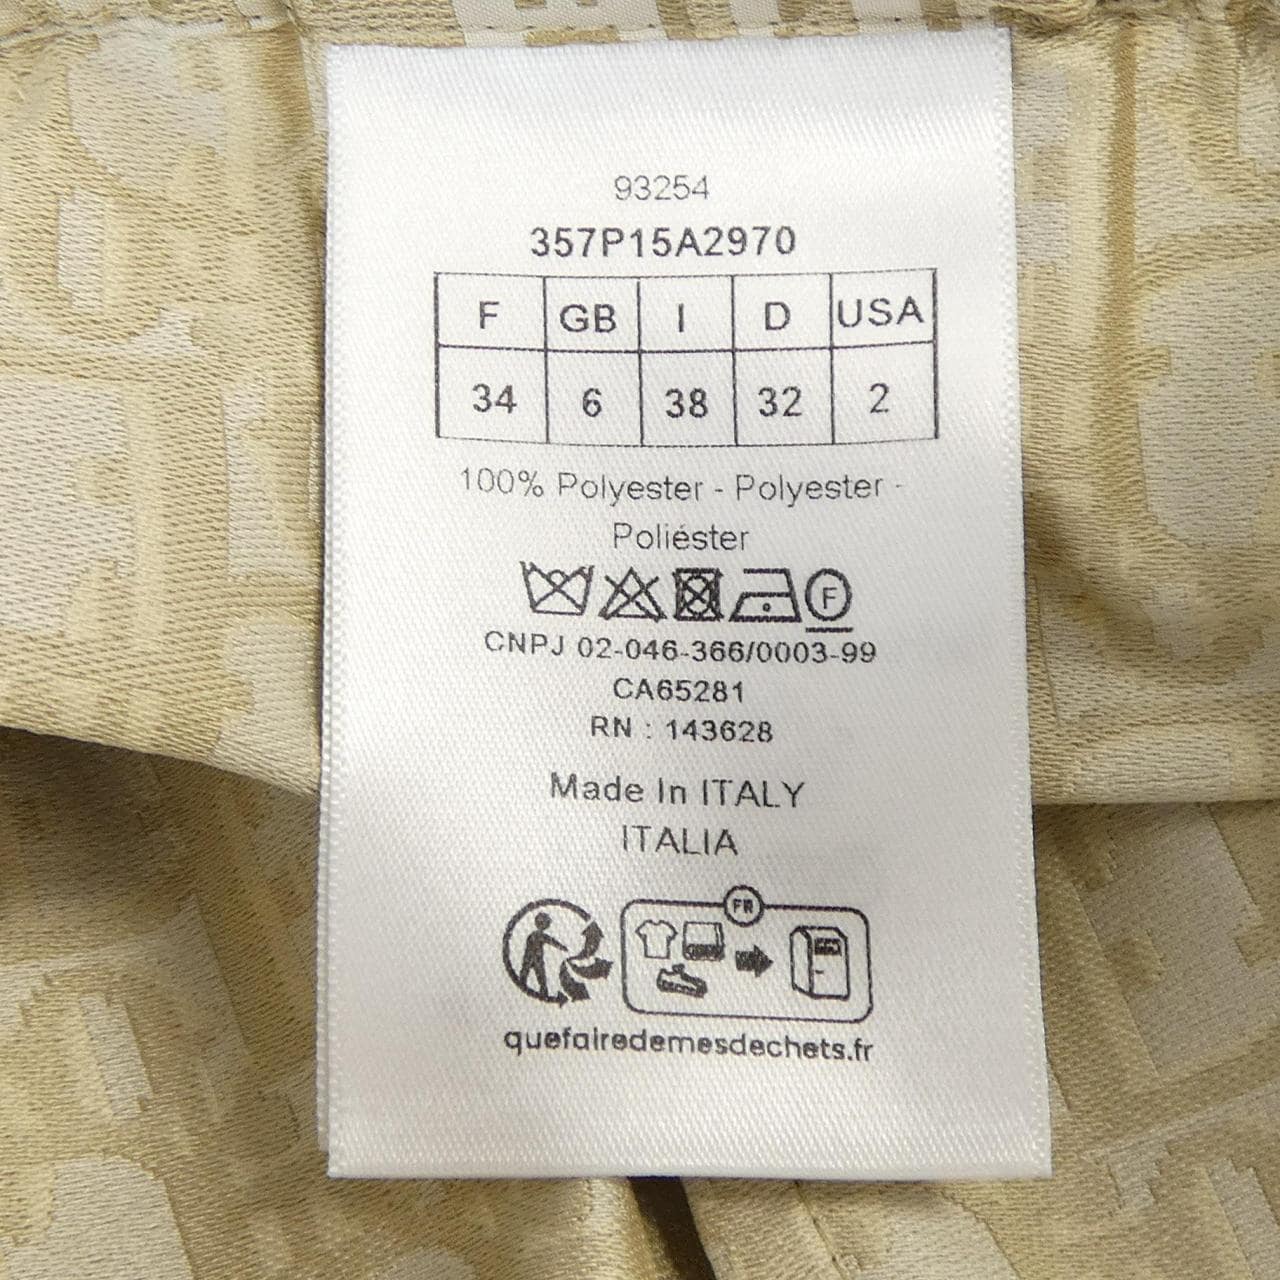 93254
357P15A2970
F GB I D USA
34 6 38 32 2
100% Polyester - Polyester -
Poliéster
F
CNPJ 02-046-366/0003-99
CA65281
RN : 143628
Made In ITALY
ITALIA
FR
quefairedemesdechets.fr